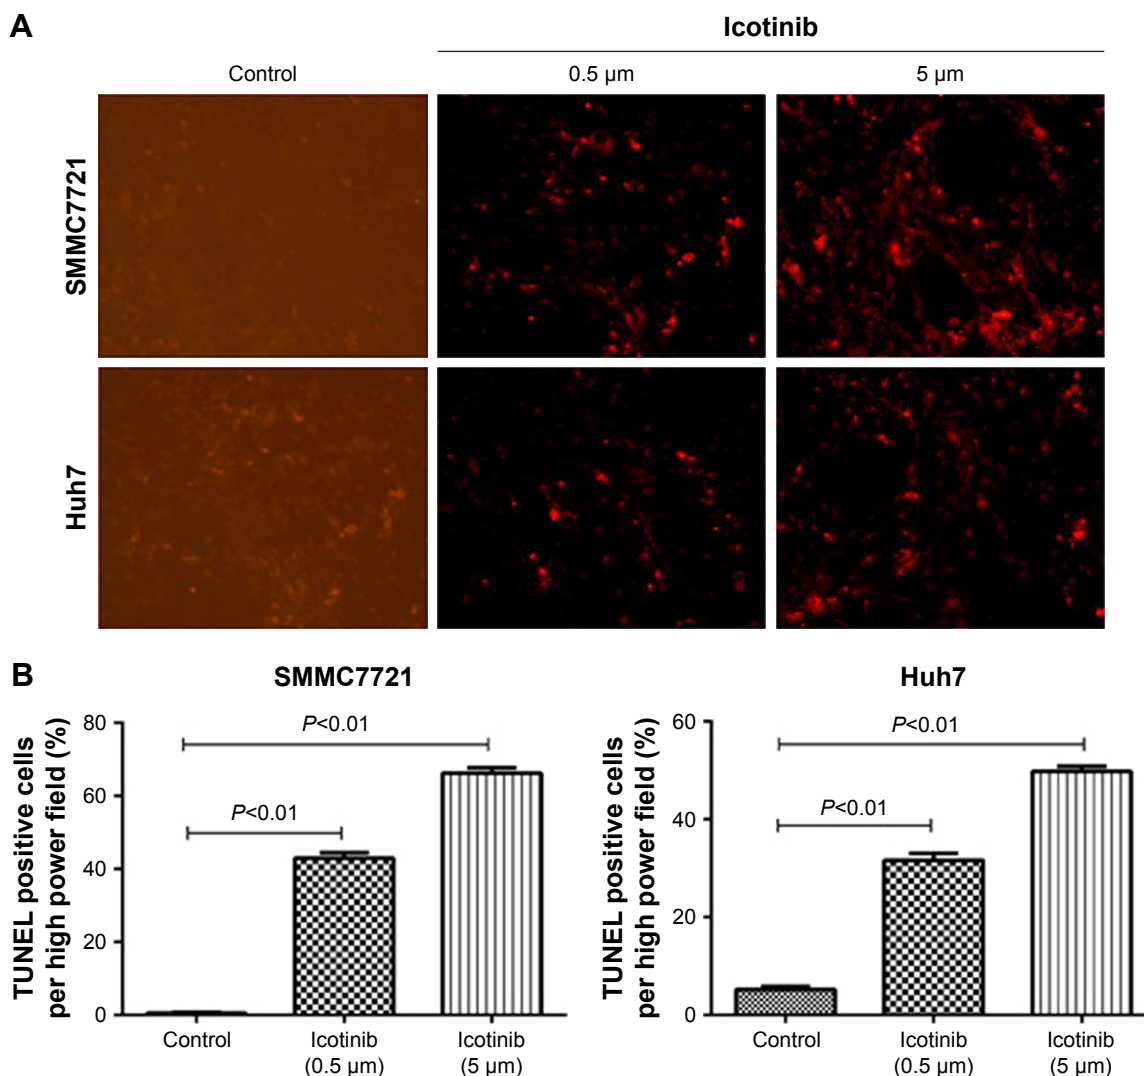 A
Icotinib
Control
0.5 µm
5 µm
SMMC7721
Huh7
B
SMMC7721
TUNEL positive cells
per high power field (%)
80
60
40
20
0
P<0.01
P<0.01
Control
Icotinib
(0.5 µm)
Icotinib
(5 µm)
Huh7
TUNEL positive cells
per high power field (%)
60
40
20
0
P<0.01
P<0.01
Control
Icotinib
(0.5 µm)
Icotinib
(5 µm)